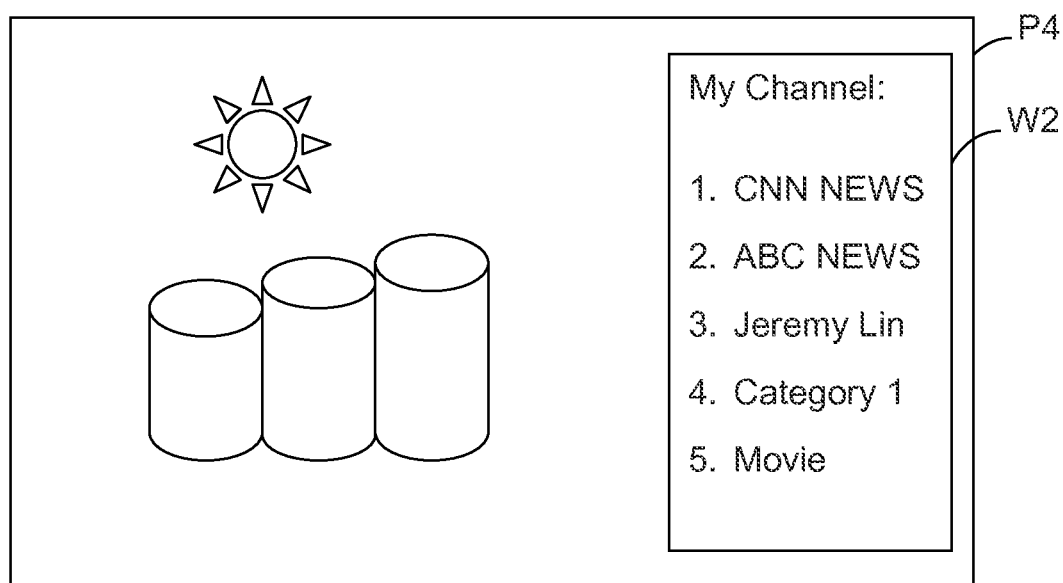 P4
My Channel:
W2
1. CNN NEWS
2. ABC NEWS
3. Jeremy Lin
4. Category 1
5. Movie